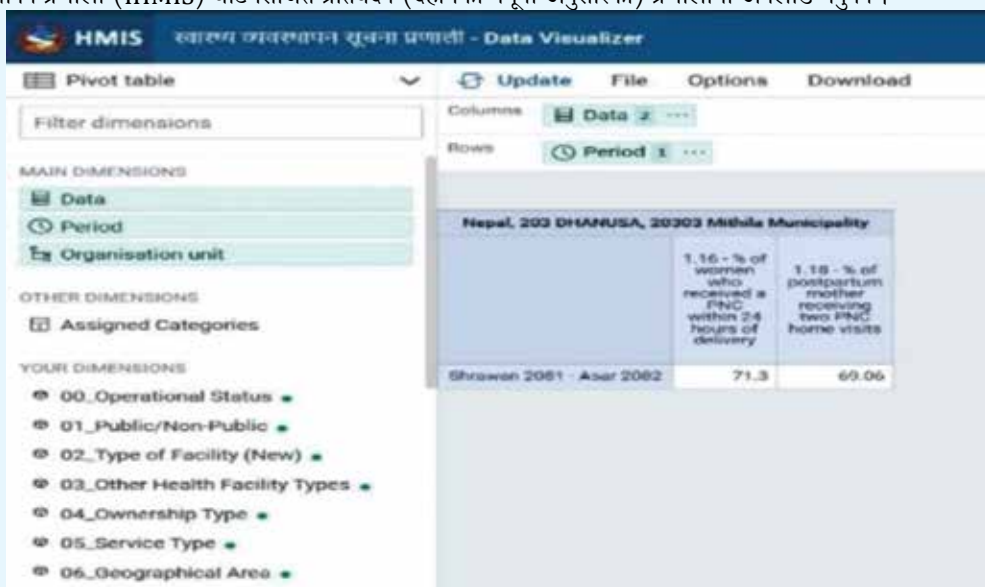 प्रणाली (HMIS)
HMIS स्वास्थ्य व्यवस्थापन सूचना प्रणाली - Data Visualizer
Pivot table
Update File Options Download
Filter dimensions
Columns Data 2 ...
Rows Period 1 ...
MAIN DIMENSIONS
Data
Period
Organisation unit
OTHER DIMENSIONS
Assigned Categories
YOUR DIMENSIONS
00_Operational Status
01_Public/Non-Public
02_Type of Facility (New)
03_Other Health Facility Types
04_Ownership Type
05_Service Type
06_Geographical Area
Nepal, 203 DHANUSA, 20303 Mithila Municipality
1.16 - % of
women
who
received a
PNC
within 24
hours of
delivery
1.18 - % of
postpartum
mother
receiving
two PNC
home visits
Shrawan 2081 - Asar 2082 71.3 69.06